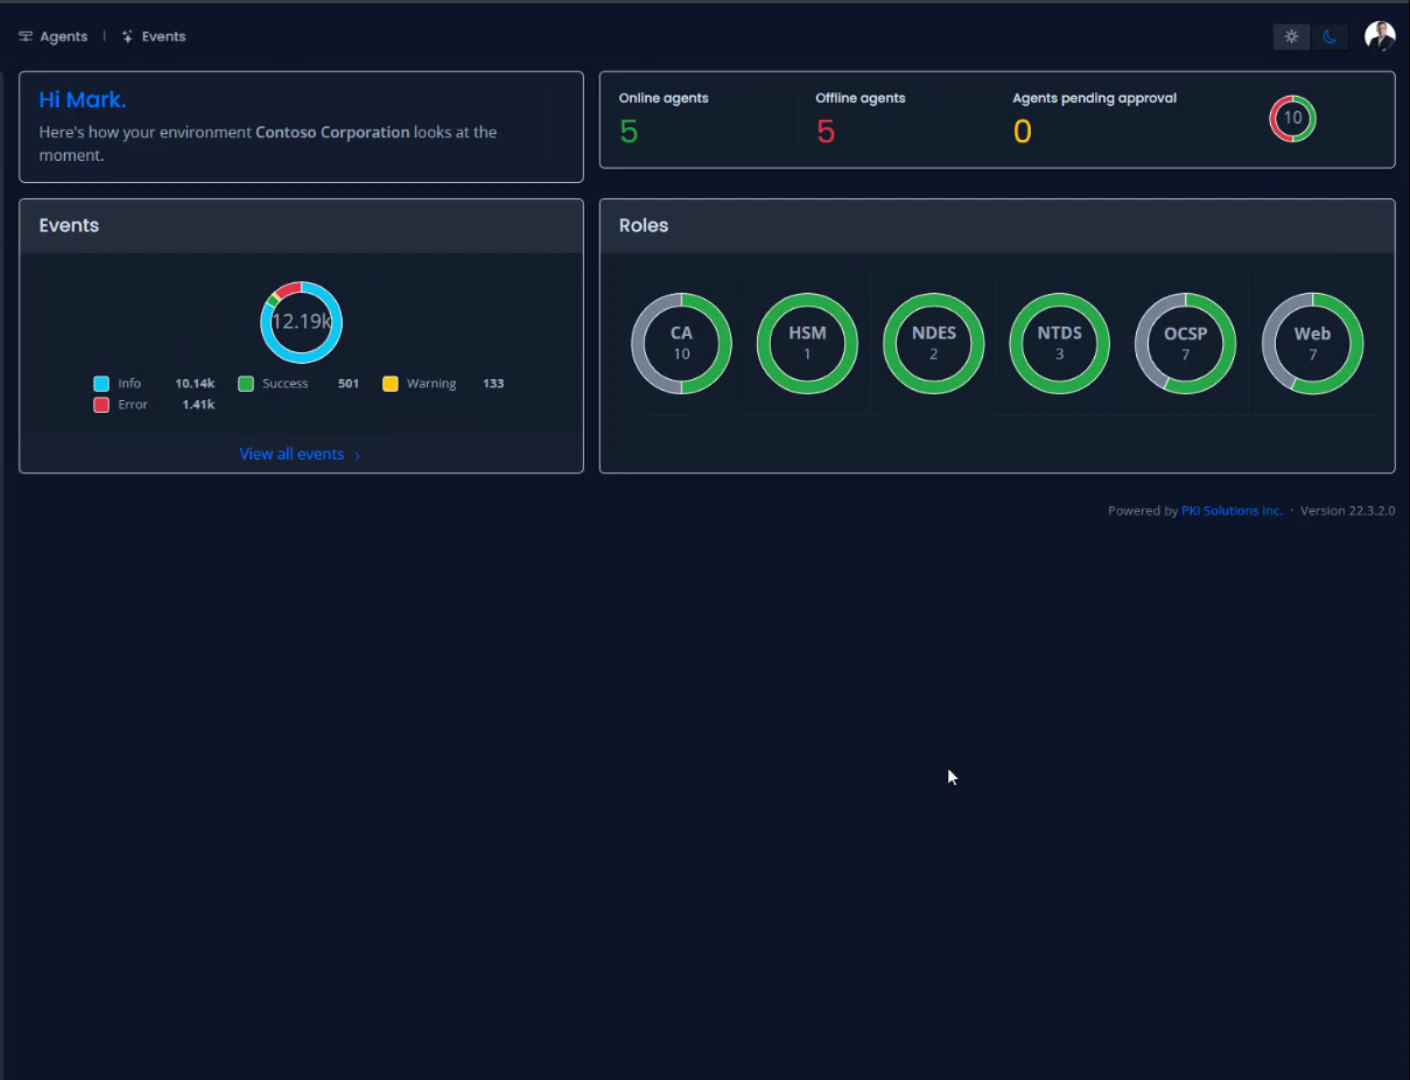 Agents | Events
Hi Mark.
Here's how your environment Contoso Corporation looks at the
moment.
Online agents
5
Offline agents
5
Agents pending approval
0
10
Events
12.19k
Info 10.14k Success 501 Warning 133
Error 1.41k
View all events
Roles
CA
10
HSM
1
NDES
2
NTDS
3
OCSP
7
Web
7
Powered by PKI Solutions Inc. · Version 22.3.2.0